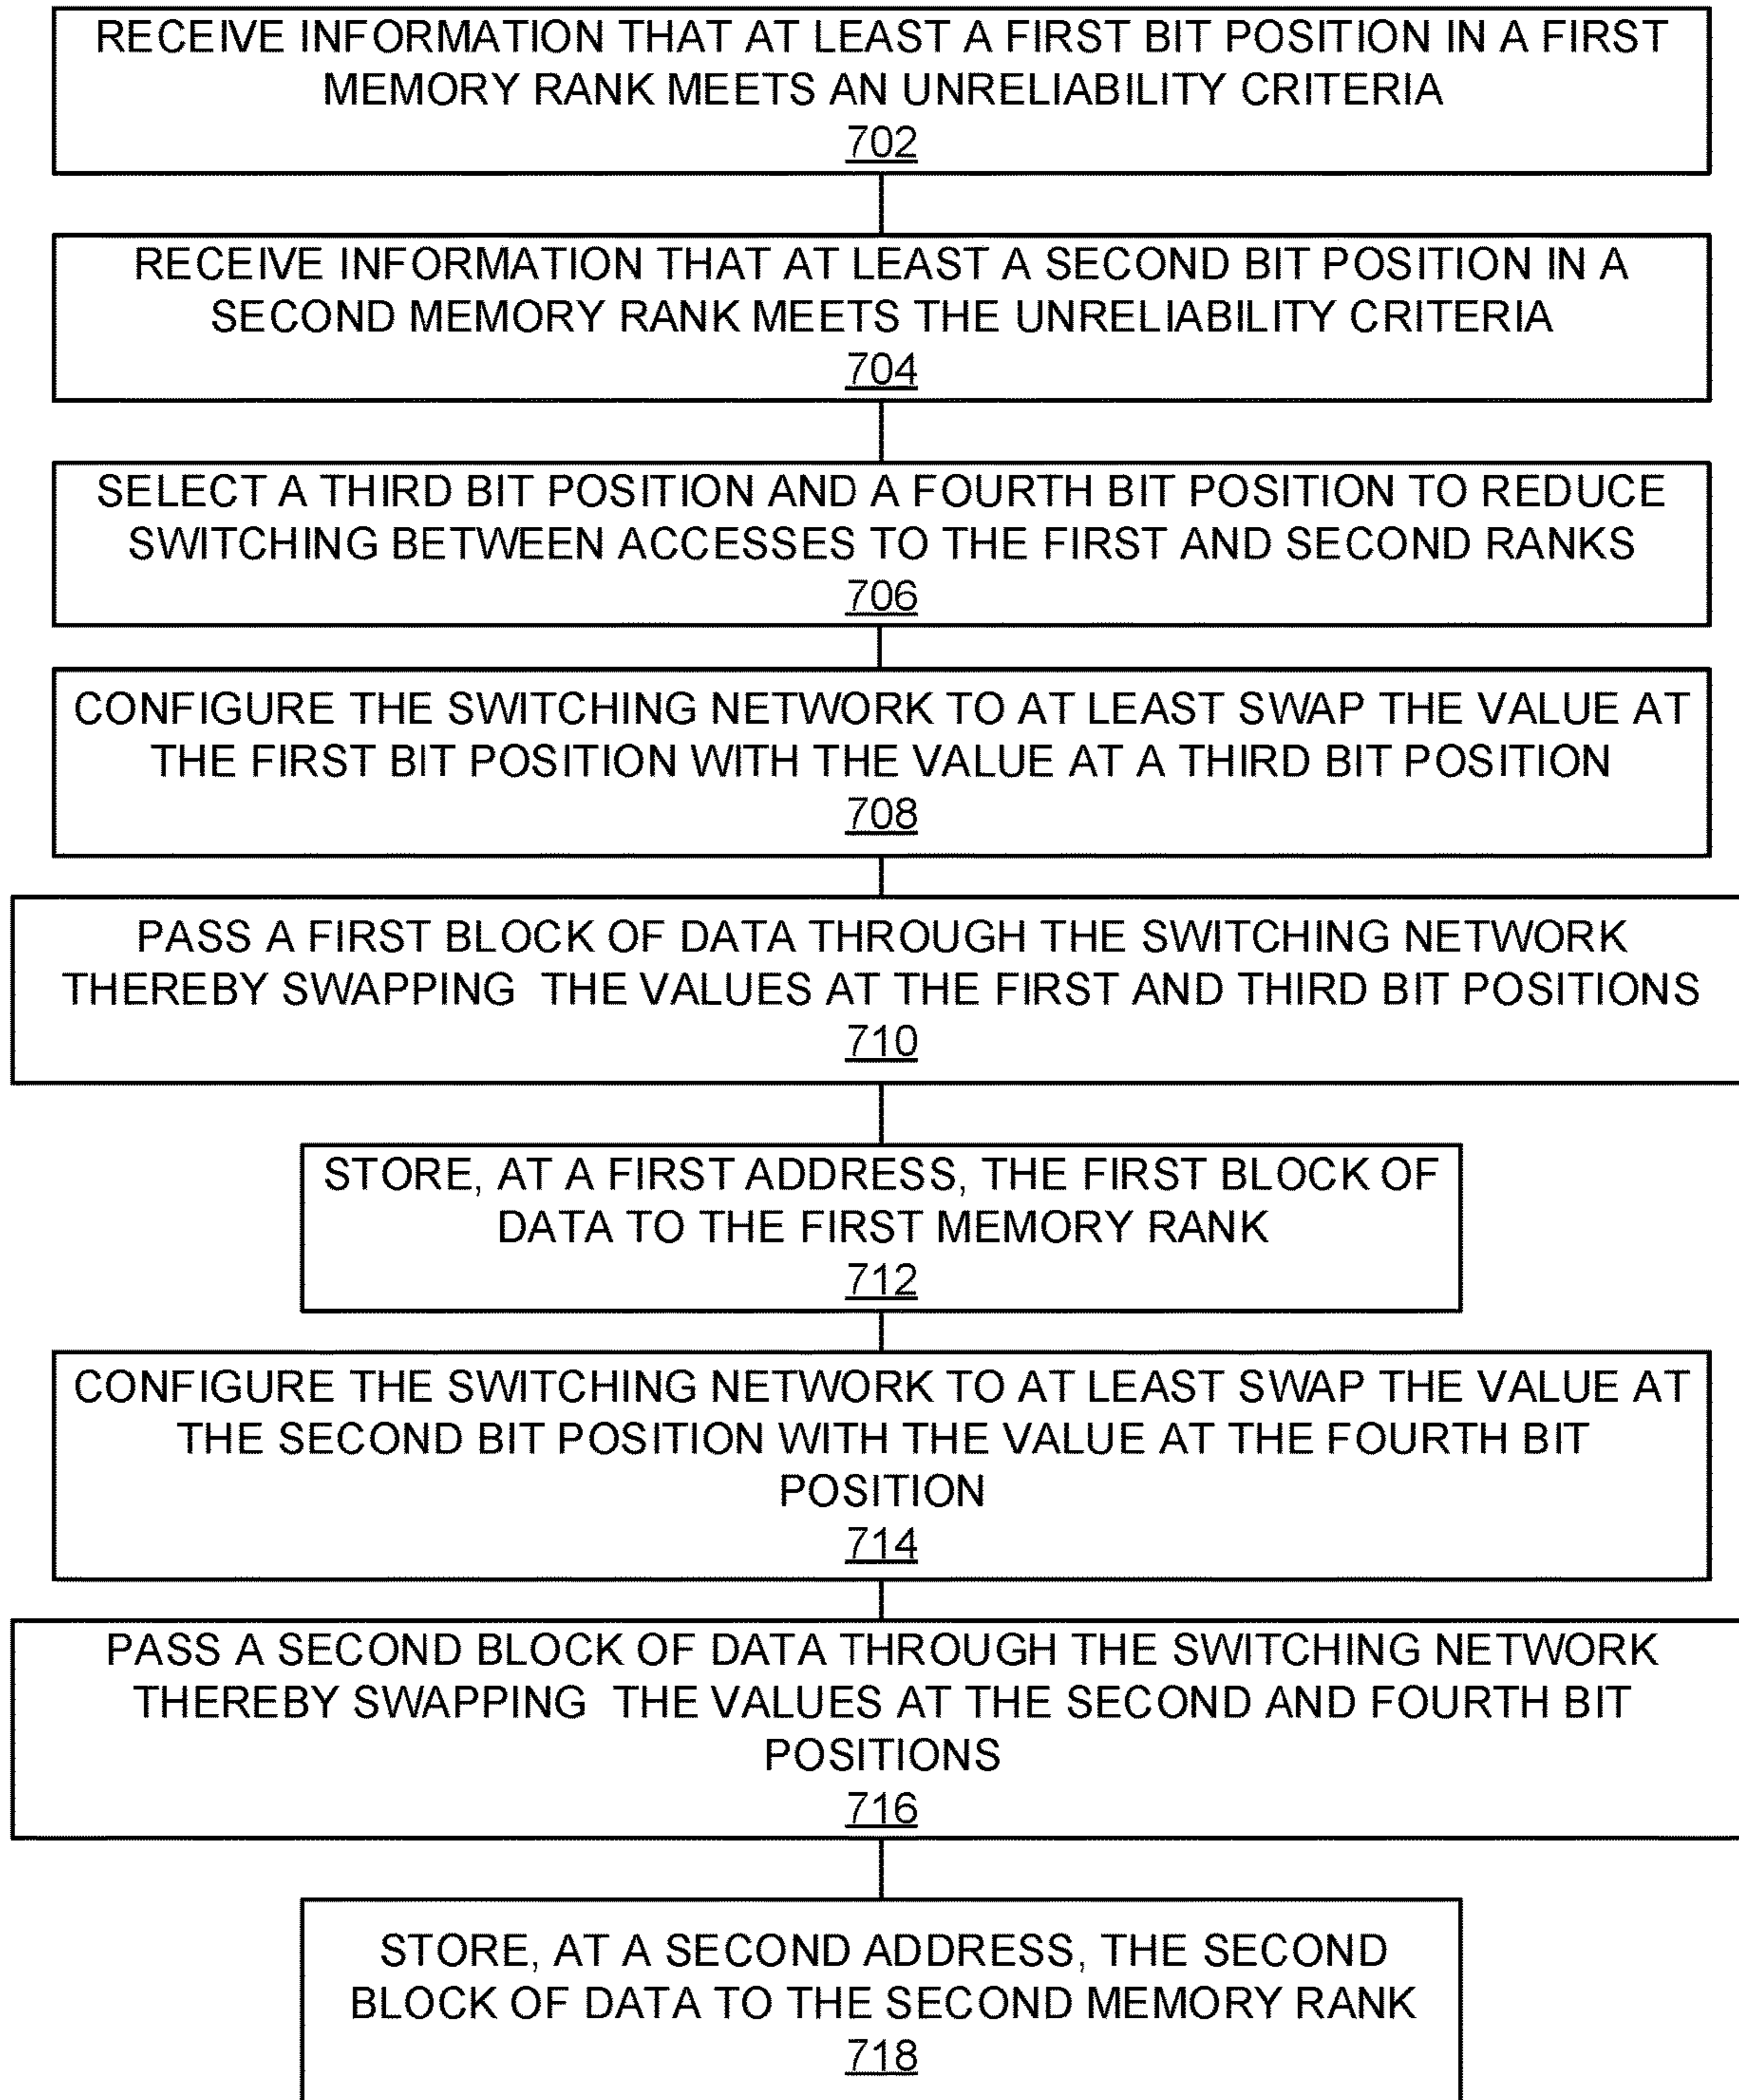 RECEIVE INFORMATION THAT AT LEAST A FIRST BIT POSITION IN A FIRST
MEMORY RANK MEETS AN UNRELIABILITY CRITERIA
702
RECEIVE INFORMATION THAT AT LEAST A SECOND BIT POSITION IN A
SECOND MEMORY RANK MEETS THE UNRELIABILITY CRITERIA
704
SELECT A THIRD BIT POSITION AND A FOURTH BIT POSITION TO REDUCE
SWITCHING BETWEEN ACCESSES TO THE FIRST AND SECOND RANKS
706
CONFIGURE THE SWITCHING NETWORK TO AT LEAST SWAP THE VALUE AT
THE FIRST BIT POSITION WITH THE VALUE AT A THIRD BIT POSITION
708
PASS A FIRST BLOCK OF DATA THROUGH THE SWITCHING NETWORK
THEREBY SWAPPING THE VALUES AT THE FIRST AND THIRD BIT POSITIONS
710
STORE, AT A FIRST ADDRESS, THE FIRST BLOCK OF
DATA TO THE FIRST MEMORY RANK
712
CONFIGURE THE SWITCHING NETWORK TO AT LEAST SWAP THE VALUE AT
THE SECOND BIT POSITION WITH THE VALUE AT THE FOURTH BIT
POSITION
714
PASS A SECOND BLOCK OF DATA THROUGH THE SWITCHING NETWORK
THEREBY SWAPPING THE VALUES AT THE SECOND AND FOURTH BIT
POSITIONS
716
STORE, AT A SECOND ADDRESS, THE SECOND
BLOCK OF DATA TO THE SECOND MEMORY RANK
718